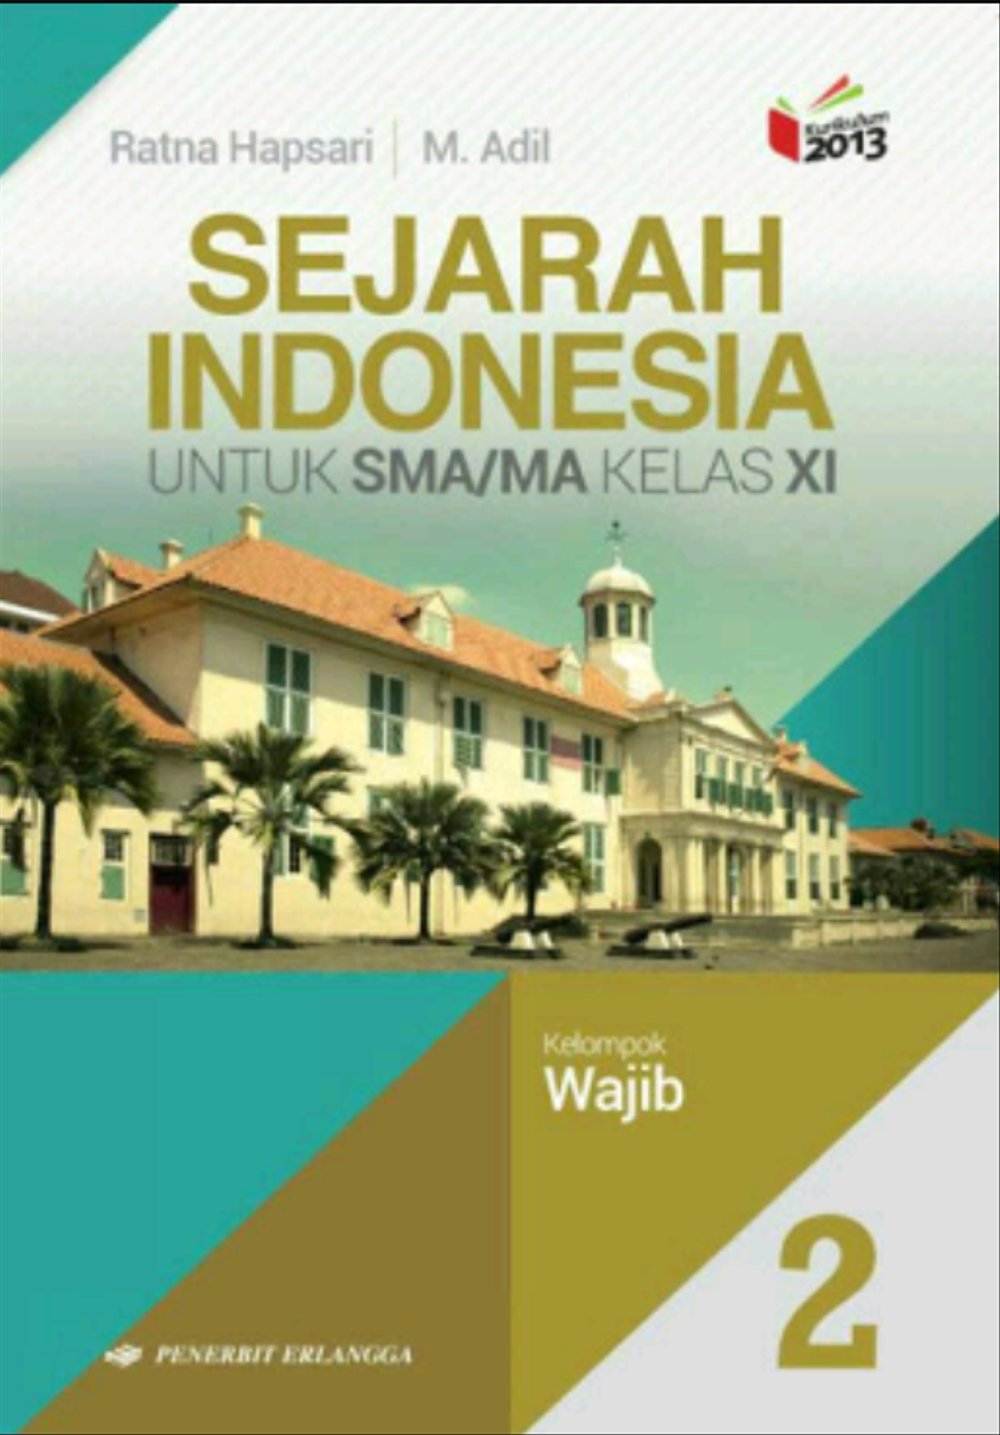 Ratna Hapsari | M. Adil
Kurikulum
2013
SEJARAH
INDONESIA
UNTUK SMA/MA KELAS XI
Kelompok
Wajib
2
PENERBIT ERLANGGA